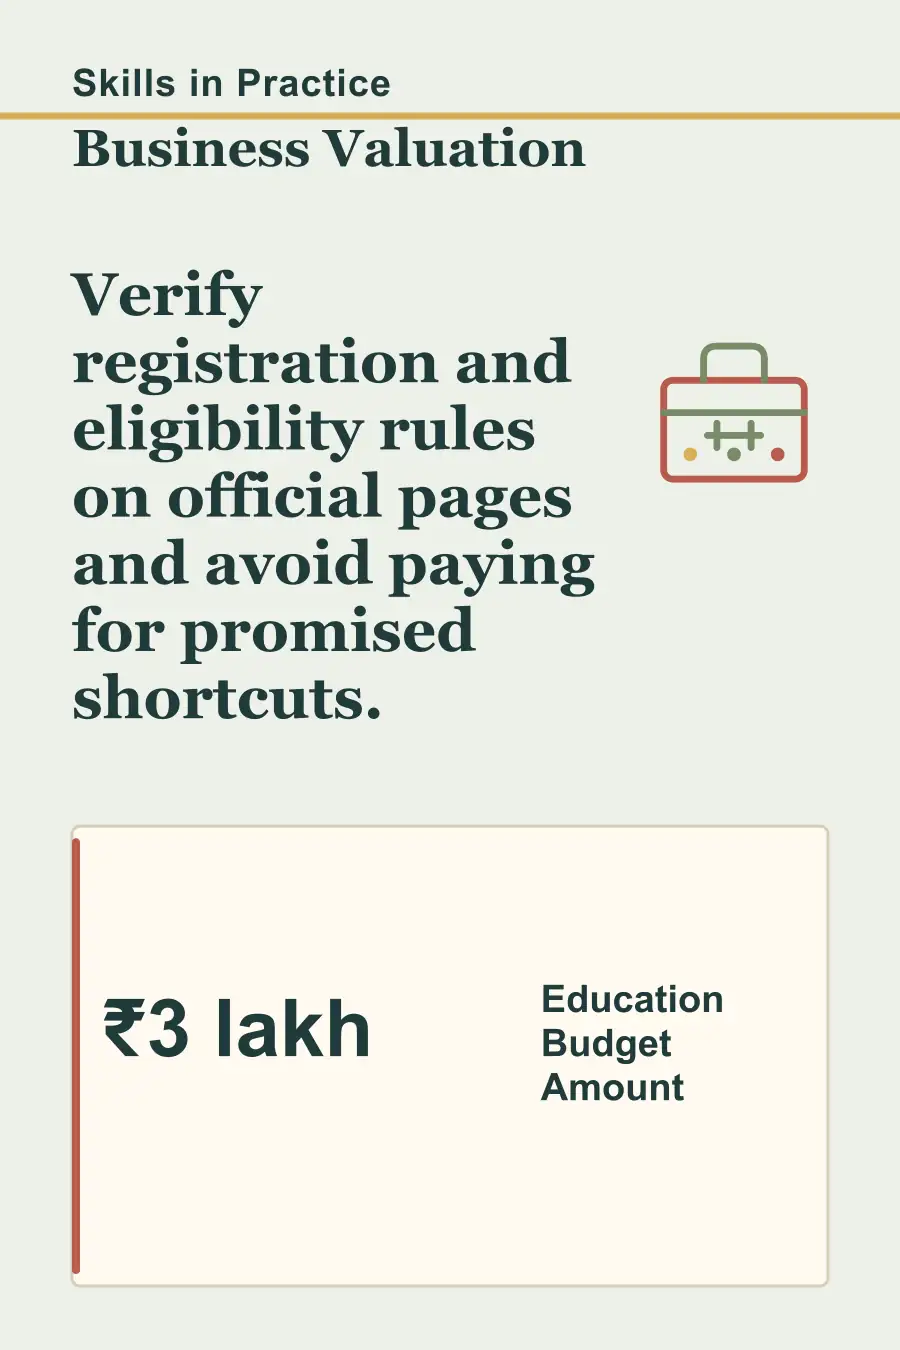 Skills in Practice
Business Valuation
Verify
registration and
eligibility rules
on official pages
and avoid paying
for promised
shortcuts.
₹3 lakh
Education
Budget
Amount